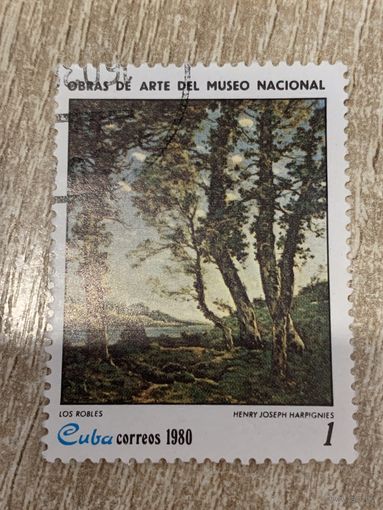 OBRAS DE ARTE DEL MUSEO NACIONAL
LOS ROBLES
HENRY JOSEPH HARPIGNIES
Cuba correos 1980
1